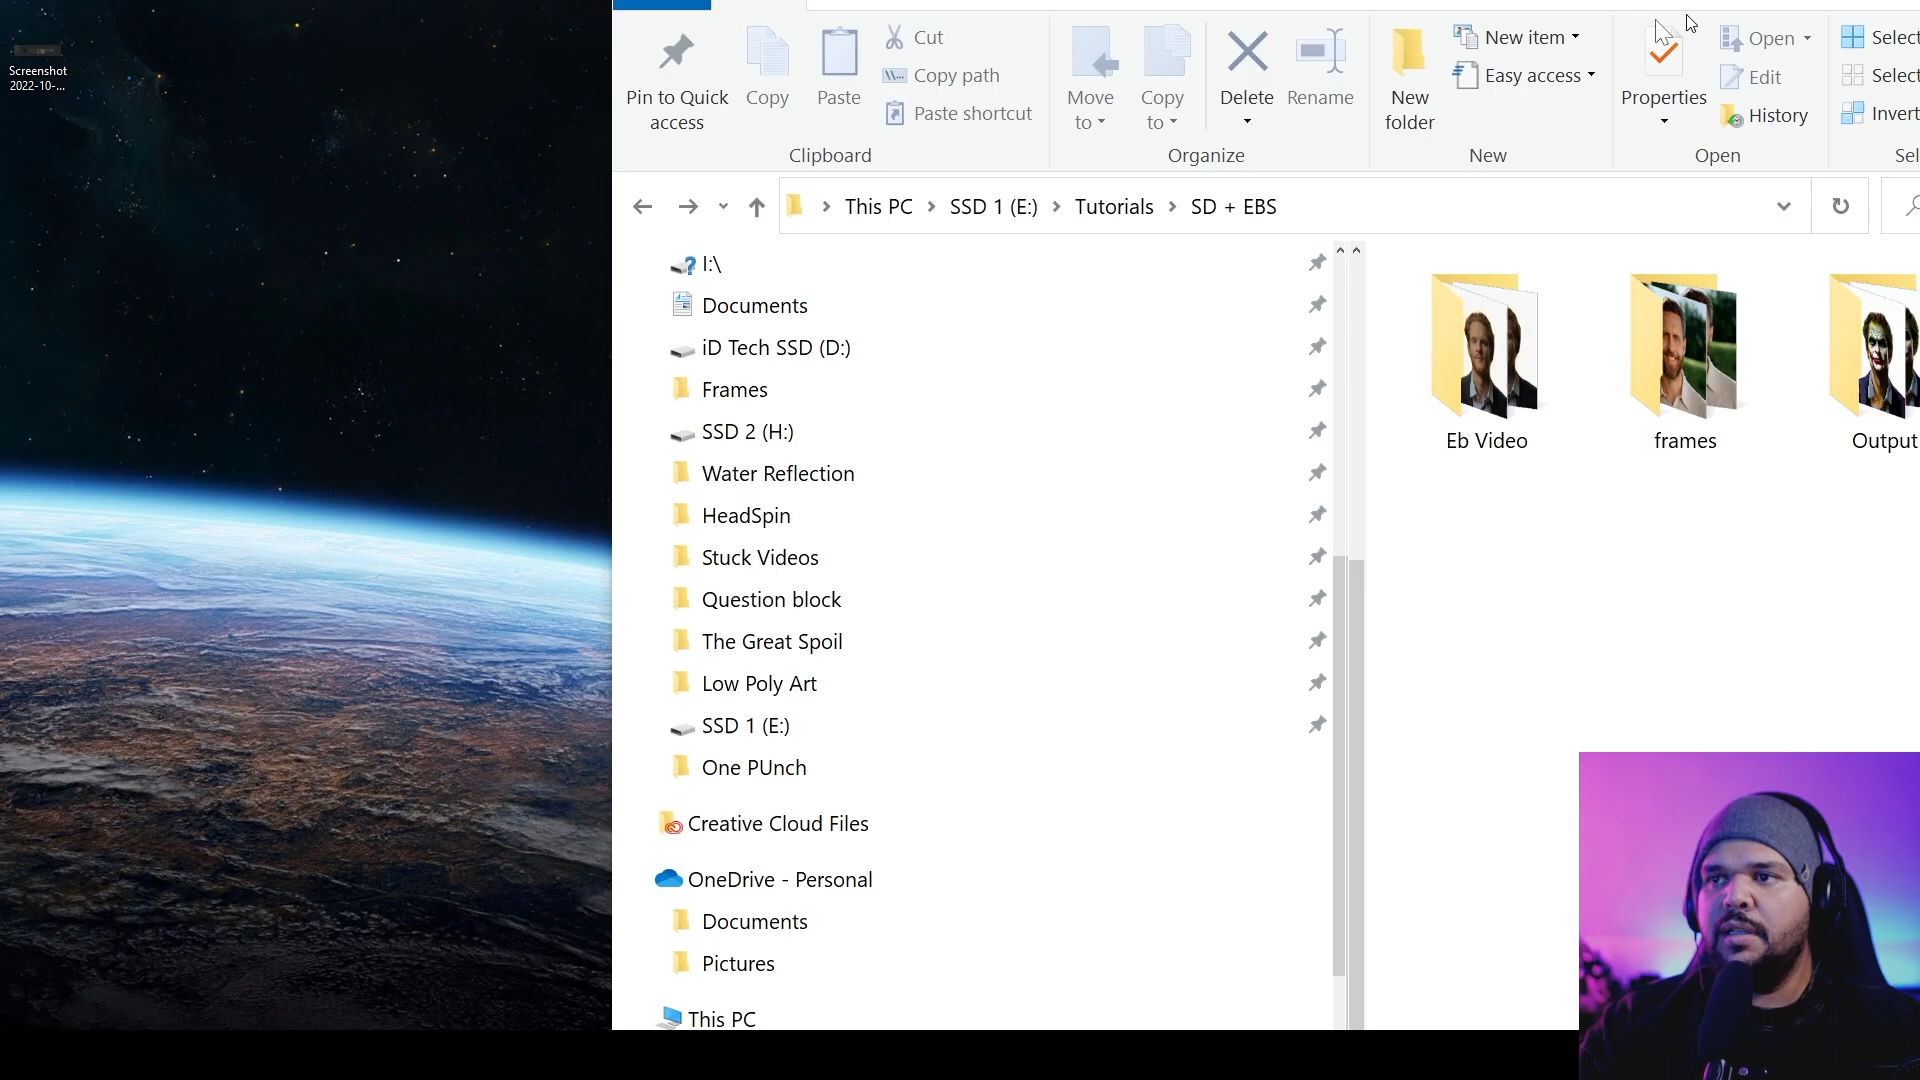 Screenshot
2022-10-...
Pin to Quick
access
Copy
Paste
Cut
Copy path
Paste shortcut
Clipboard
Move
to
Copy
to
Delete
Rename
Organize
New
folder
New item
Easy access
New
Properties
Open
Edit
History
Open
Select
Select
Invert
Sel
This PC > SSD 1 (E:) > Tutorials > SD + EBS
I:\
Documents
iD Tech SSD (D:)
Frames
SSD 2 (H:)
Water Reflection
HeadSpin
Stuck Videos
Question block
The Great Spoil
Low Poly Art
SSD 1 (E:)
One PUnch
Creative Cloud Files
OneDrive - Personal
Documents
Pictures
This PC
Eb Video
frames
Output